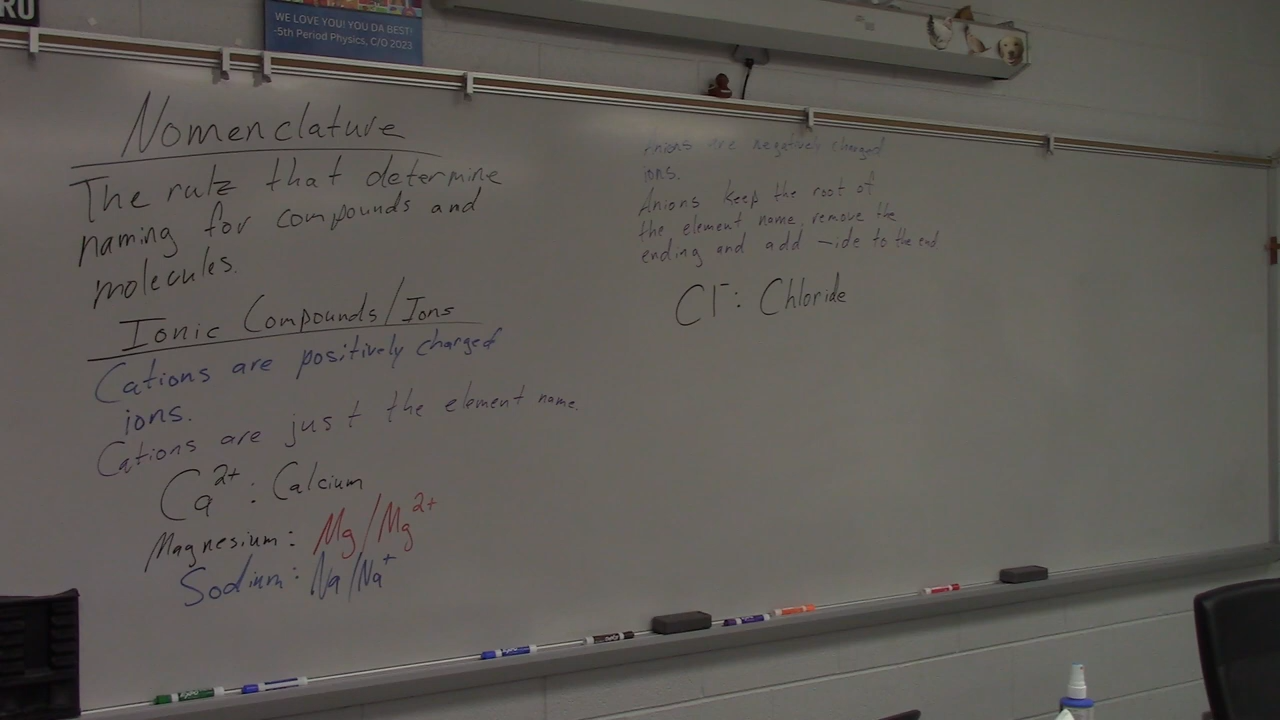 RO
WE LOVE YOU! YOU DA BEST!
-5th Period Physics, C/O 2023
Nomenclature
The rule that determine
naming for compounds and
molecules.
Ionic Compounds/Ions
Cations are positively charged
ions.
Cations are just the element name.
Ca²⁺: Calcium
Magnesium: Mg/Mg²⁺
Sodium: Na/Na⁺
Anions are negatively charged
ions.
Anions keep the root of
the element name, remove the
ending and add -ide to the end
Cl⁻: Chloride